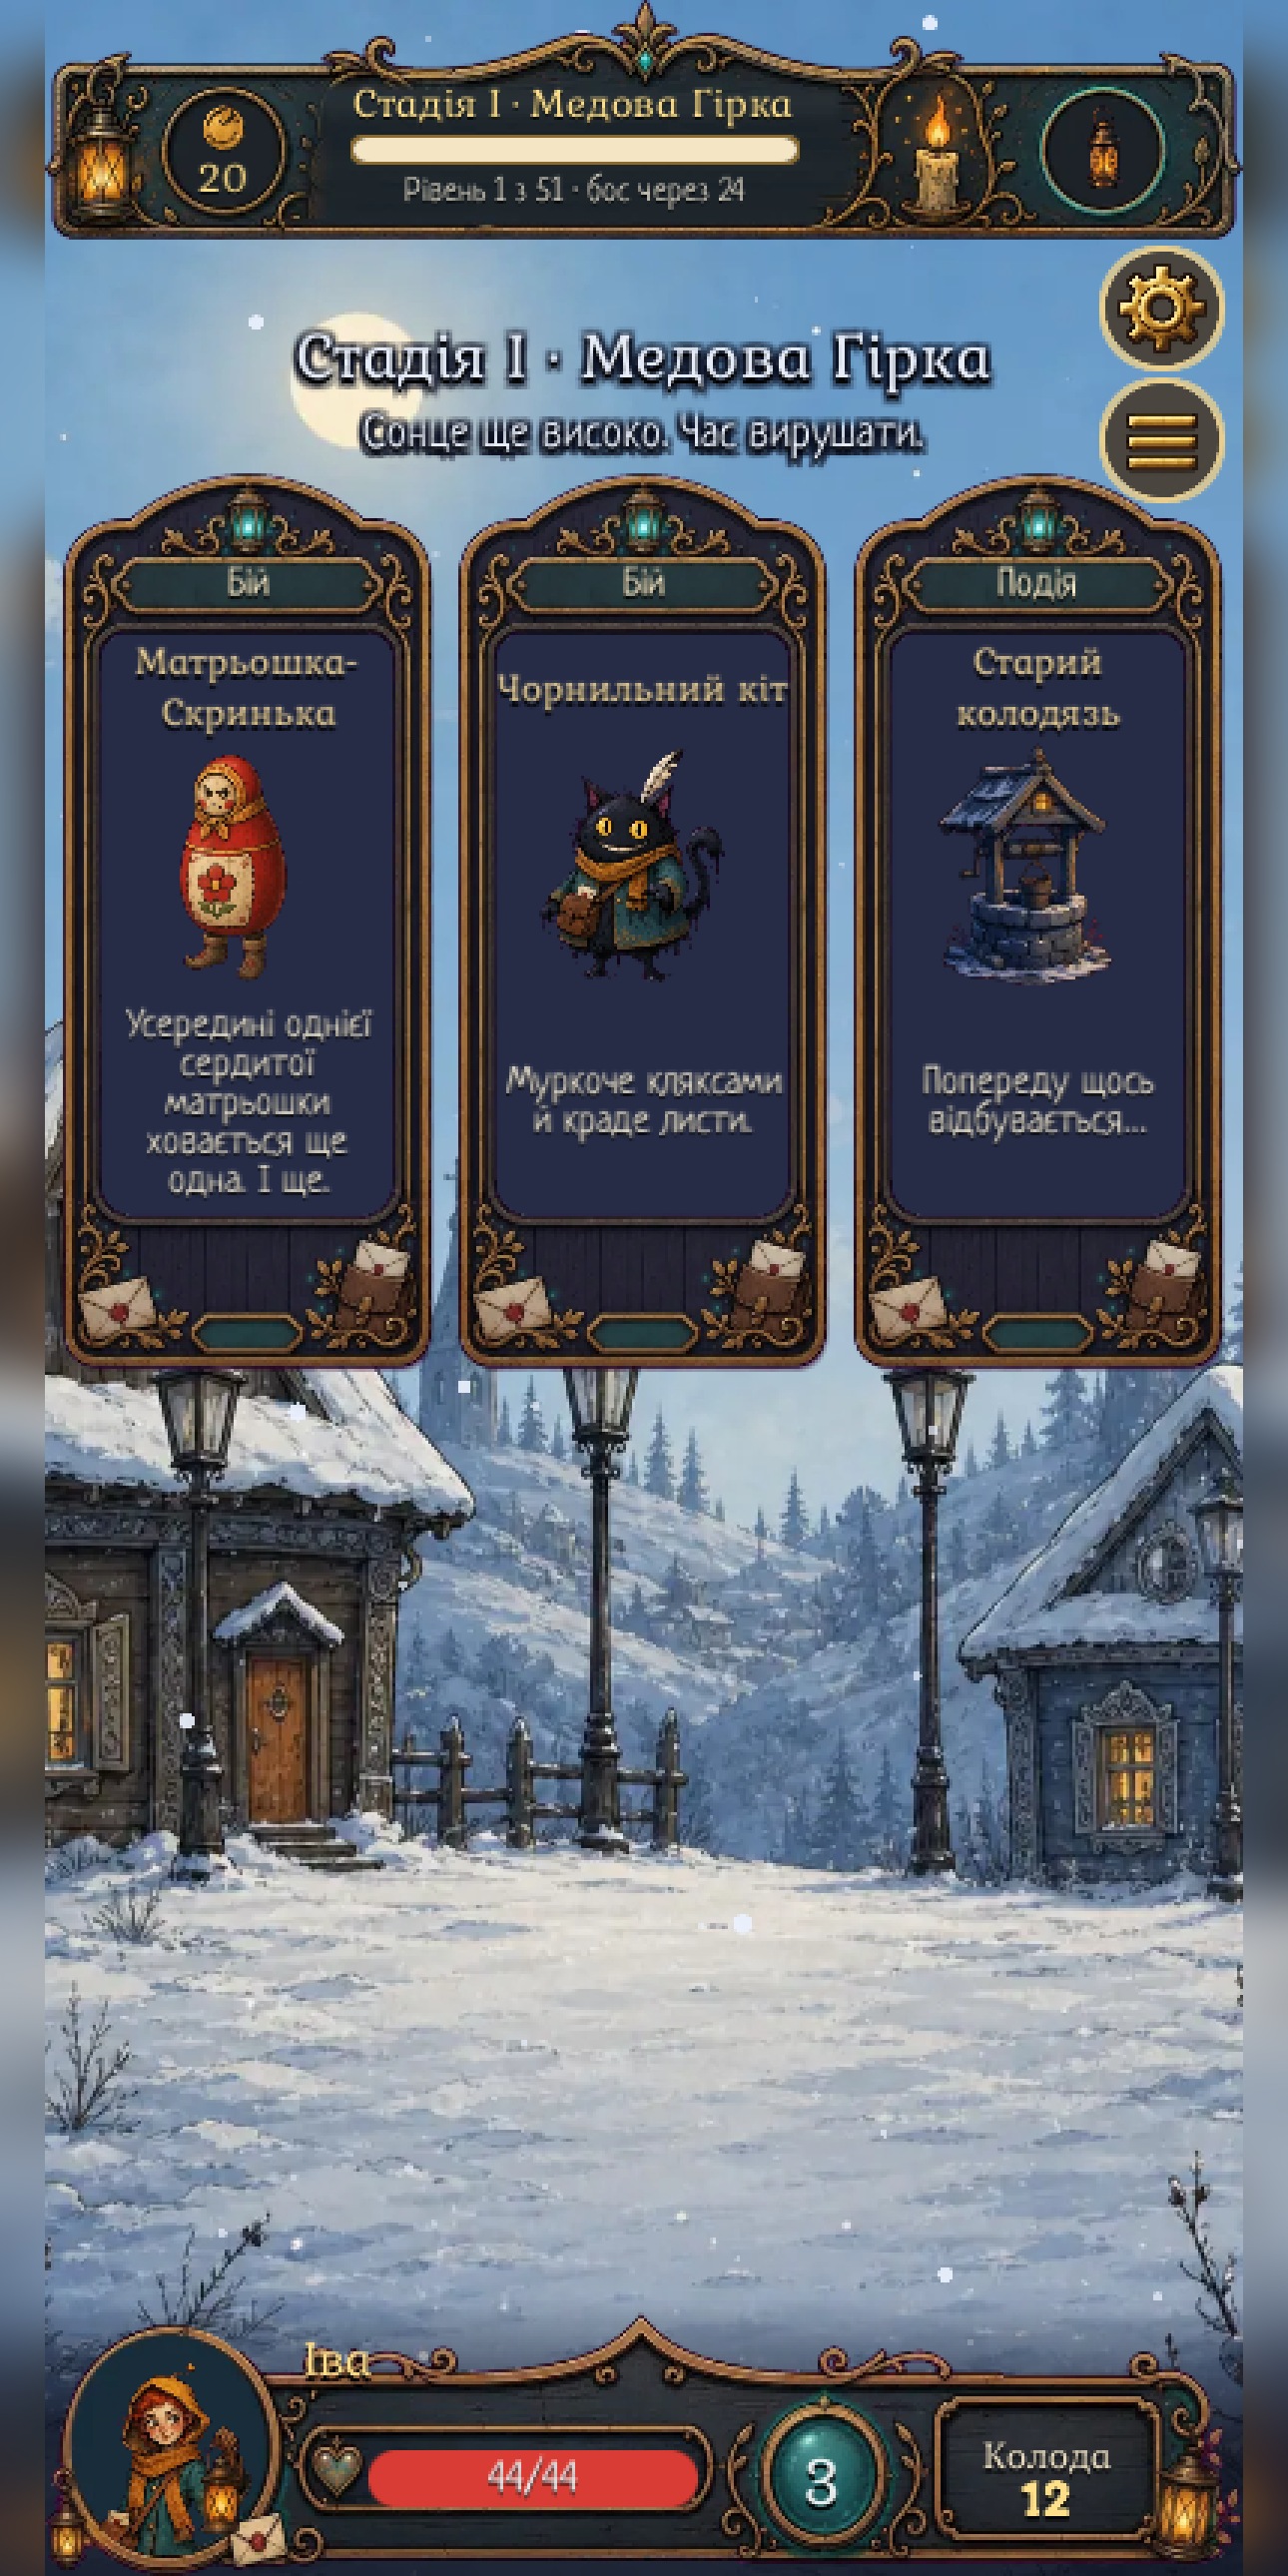 Стадія I · Медова Гірка
20
Рівень 1 з 51 · бос через 24
Стадія I · Медова Гірка
Сонце ще високо. Час вирушати.
Бій
Матрьошка-
Скринька
Усередині однієї
сердитої
матрьошки
ховається ще
одна. І ще.
Бій
Чорнильний кіт
Муркоче кляксами
й краде листи.
Подія
Старий
колодязь
Попереду щось
відбувається...
Іва
44/44
3
Колода
12